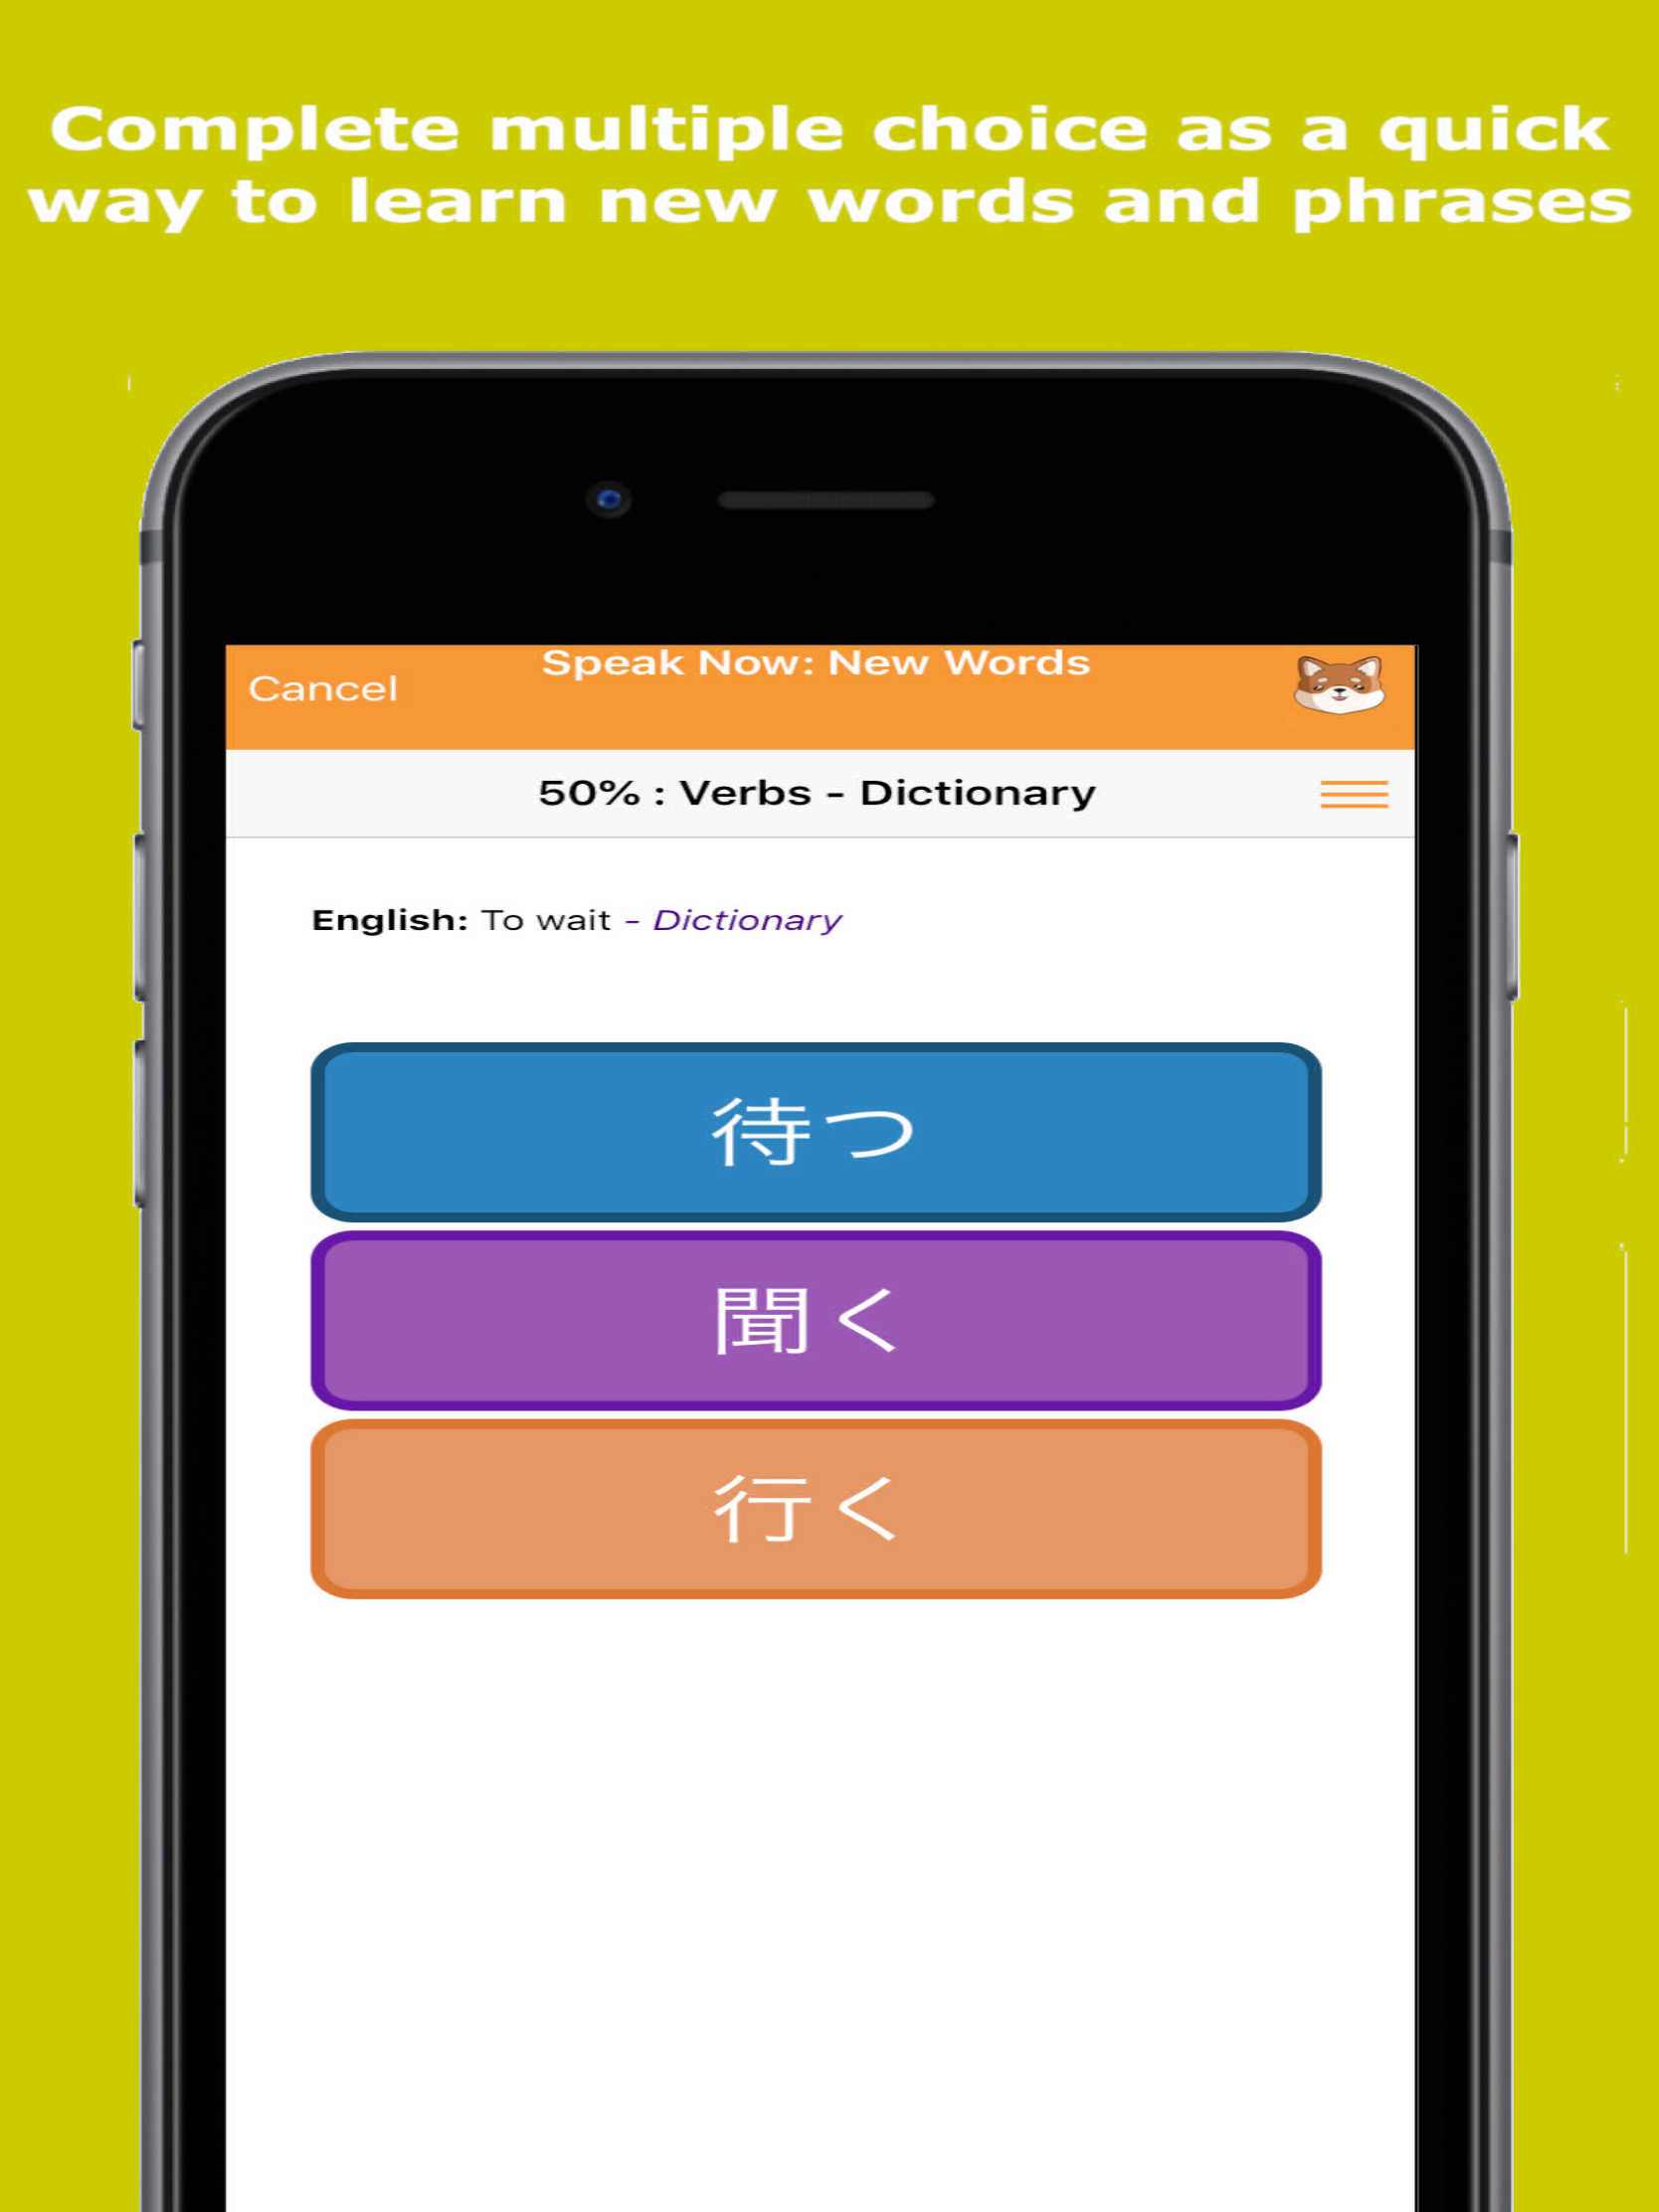 Complete multiple choice as a quick
way to learn new words and phrases
Speak Now: New Words
Cancel
50% : Verbs - Dictionary
English: To wait - Dictionary
待つ
聞く
行く